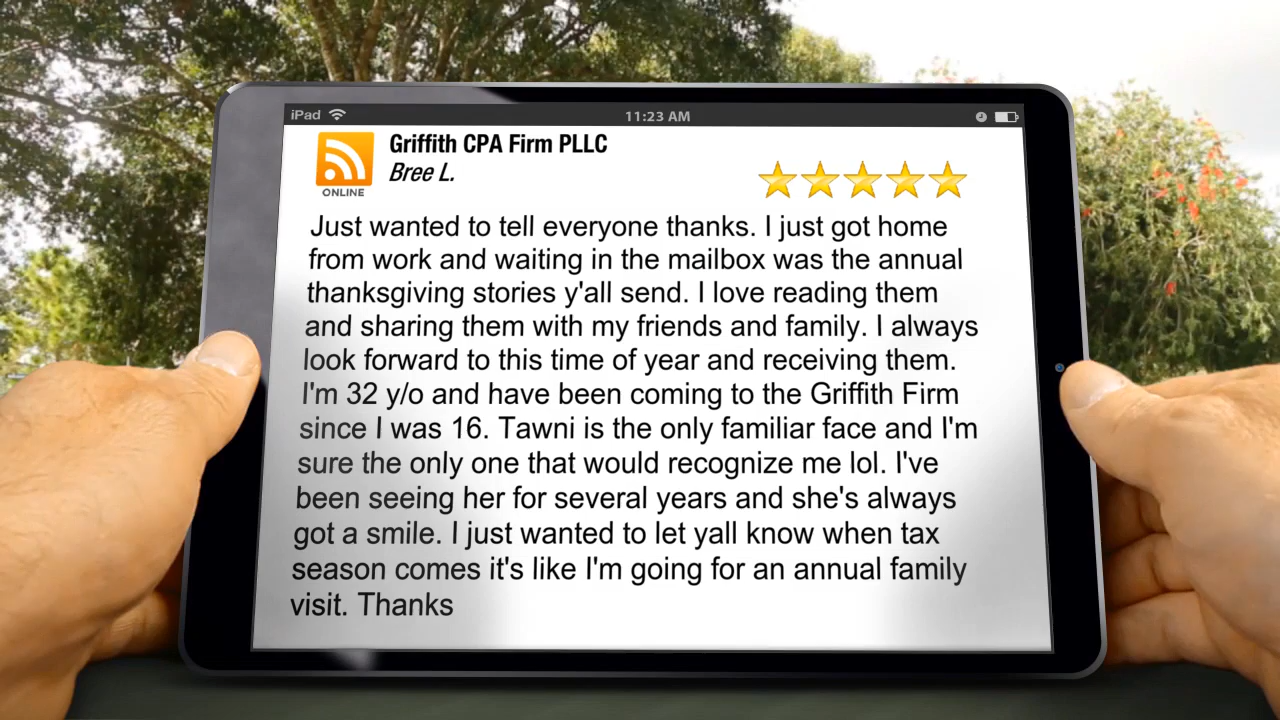 iPad
11:23 AM
Griffith CPA Firm PLLC
Bree L.
ONLINE
Just wanted to tell everyone thanks. I just got home
from work and waiting in the mailbox was the annual
thanksgiving stories y'all send. I love reading them
and sharing them with my friends and family. I always
look forward to this time of year and receiving them.
I'm 32 y/o and have been coming to the Griffith Firm
since I was 16. Tawni is the only familiar face and I'm
sure the only one that would recognize me lol. I've
been seeing her for several years and she's always
got a smile. I just wanted to let yall know when tax
season comes it's like I'm going for an annual family
visit. Thanks